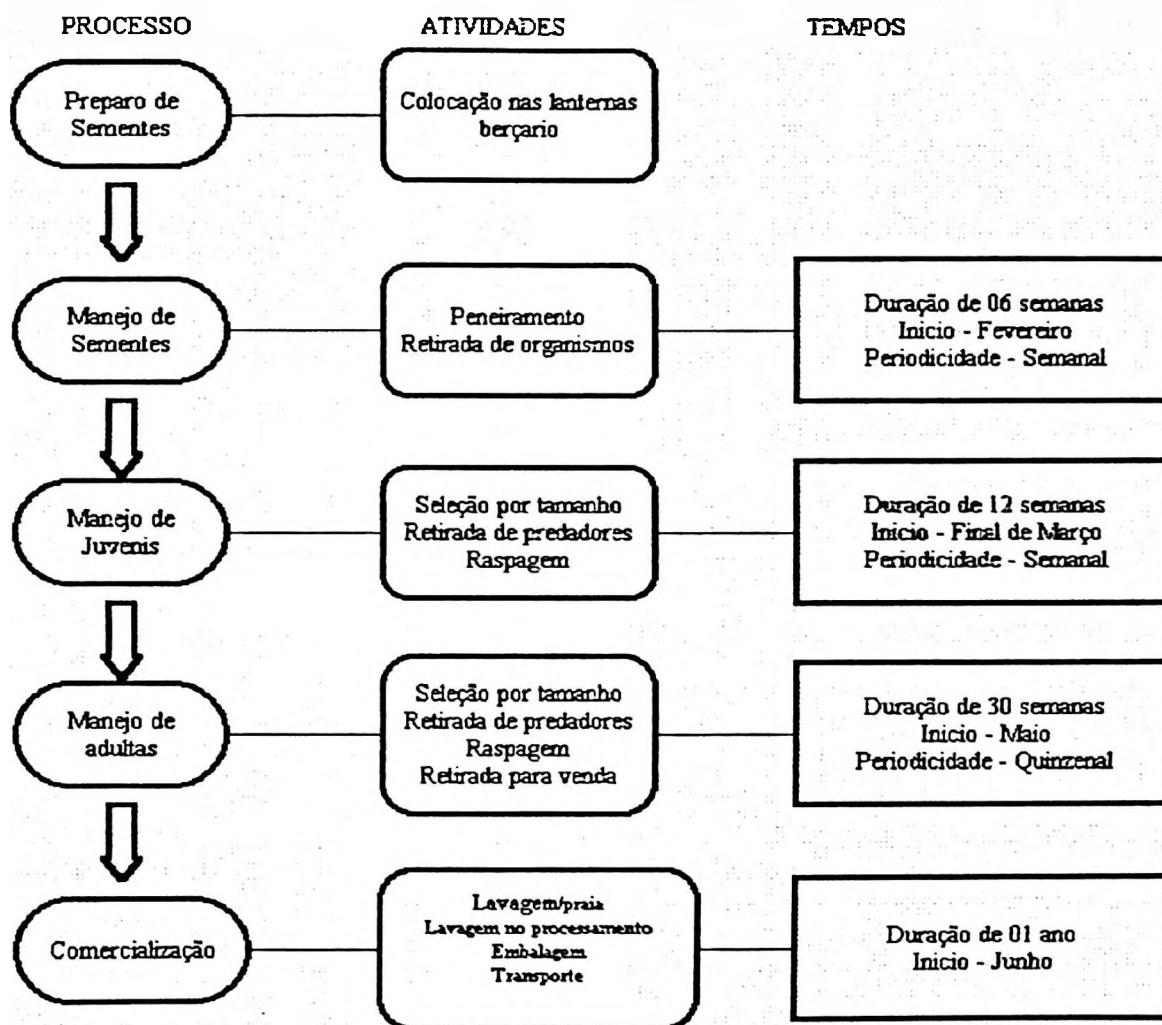 PROCESSO
ATIVIDADES
TEMPOS
Preparo de
Sementes
Colocação nas lanternas
berçario
Manejo de
Sementes
Peneiramento
Retirada de organismos
Duração de 06 semanas
Inicio - Fevereiro
Periodicidade - Semanal
Manejo de
Juvenis
Seleção por tamanho
Retirada de predadores
Raspagem
Duração de 12 semanas
Inicio - Final de Março
Periodicidade - Semanal
Manejo de
adultas
Seleção por tamanho
Retirada de predadores
Raspagem
Retirada para venda
Duração de 30 semanas
Inicio - Maio
Periodicidade - Quinzenal
Comercialização
Lavagem/praia
Lavagem no processamento
Embalagem
Transporte
Duração de 01 ano
Inicio - Junho